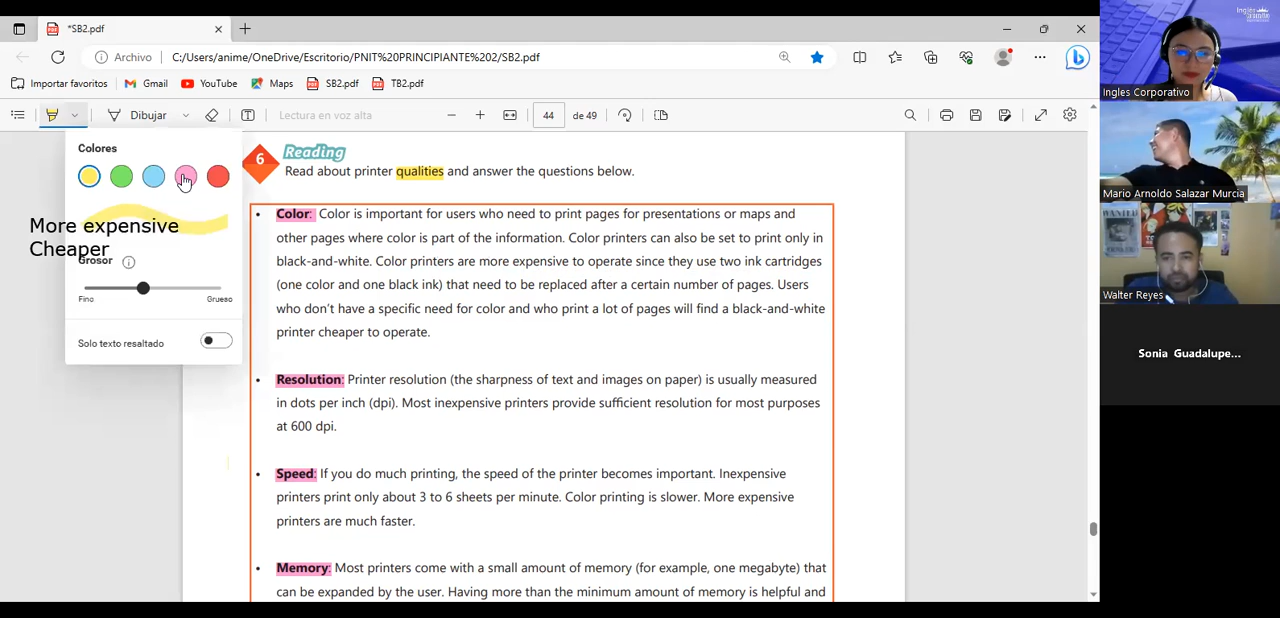 *SB2.pdf
Archivo
C:/Users/anime/OneDrive/Escritorio/PNIT%20PRINCIPIANTE%202/SB2.pdf
Importar favoritos
Gmail
YouTube
Maps
SB2.pdf
TB2.pdf
Dibujar
Lectura en voz alta
44
de 49
Colores
More expensive
Cheaper
Grosor
Fino
Grueso
Solo texto resaltado
6
Reading
Read about printer qualities and answer the questions below.
• Color: Color is important for users who need to print pages for presentations or maps and
other pages where color is part of the information. Color printers can also be set to print only in
black-and-white. Color printers are more expensive to operate since they use two ink cartridges
(one color and one black ink) that need to be replaced after a certain number of pages. Users
who don't have a specific need for color and who print a lot of pages will find a black-and-white
printer cheaper to operate.
• Resolution: Printer resolution (the sharpness of text and images on paper) is usually measured
in dots per inch (dpi). Most inexpensive printers provide sufficient resolution for most purposes
at 600 dpi.
• Speed: If you do much printing, the speed of the printer becomes important. Inexpensive
printers print only about 3 to 6 sheets per minute. Color printing is slower. More expensive
printers are much faster.
• Memory: Most printers come with a small amount of memory (for example, one megabyte) that
can be expanded by the user. Having more than the minimum amount of memory is helpful and
Ingles Corporativo
Mario Arnoldo Salazar Murcia
WANTED
Walter Reyes
Sonia Guadalupe...